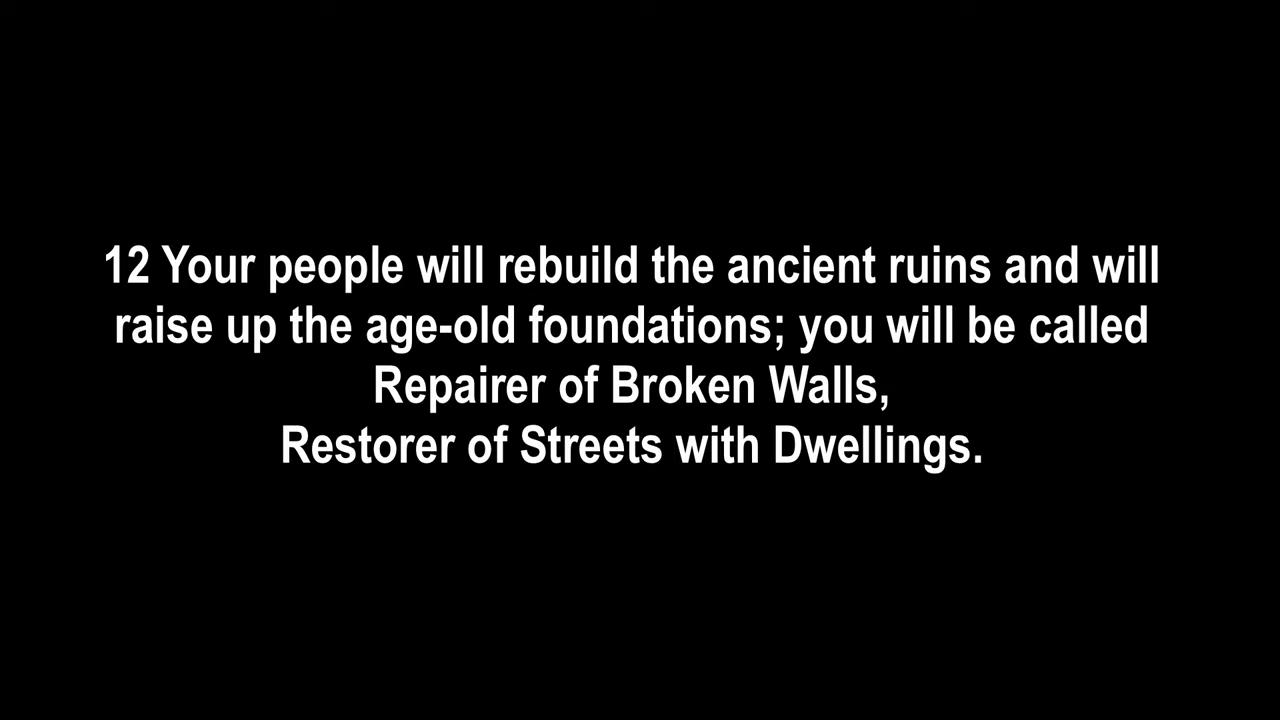 12 Your people will rebuild the ancient ruins and will
raise up the age-old foundations; you will be called
Repairer of Broken Walls,
Restorer of Streets with Dwellings.